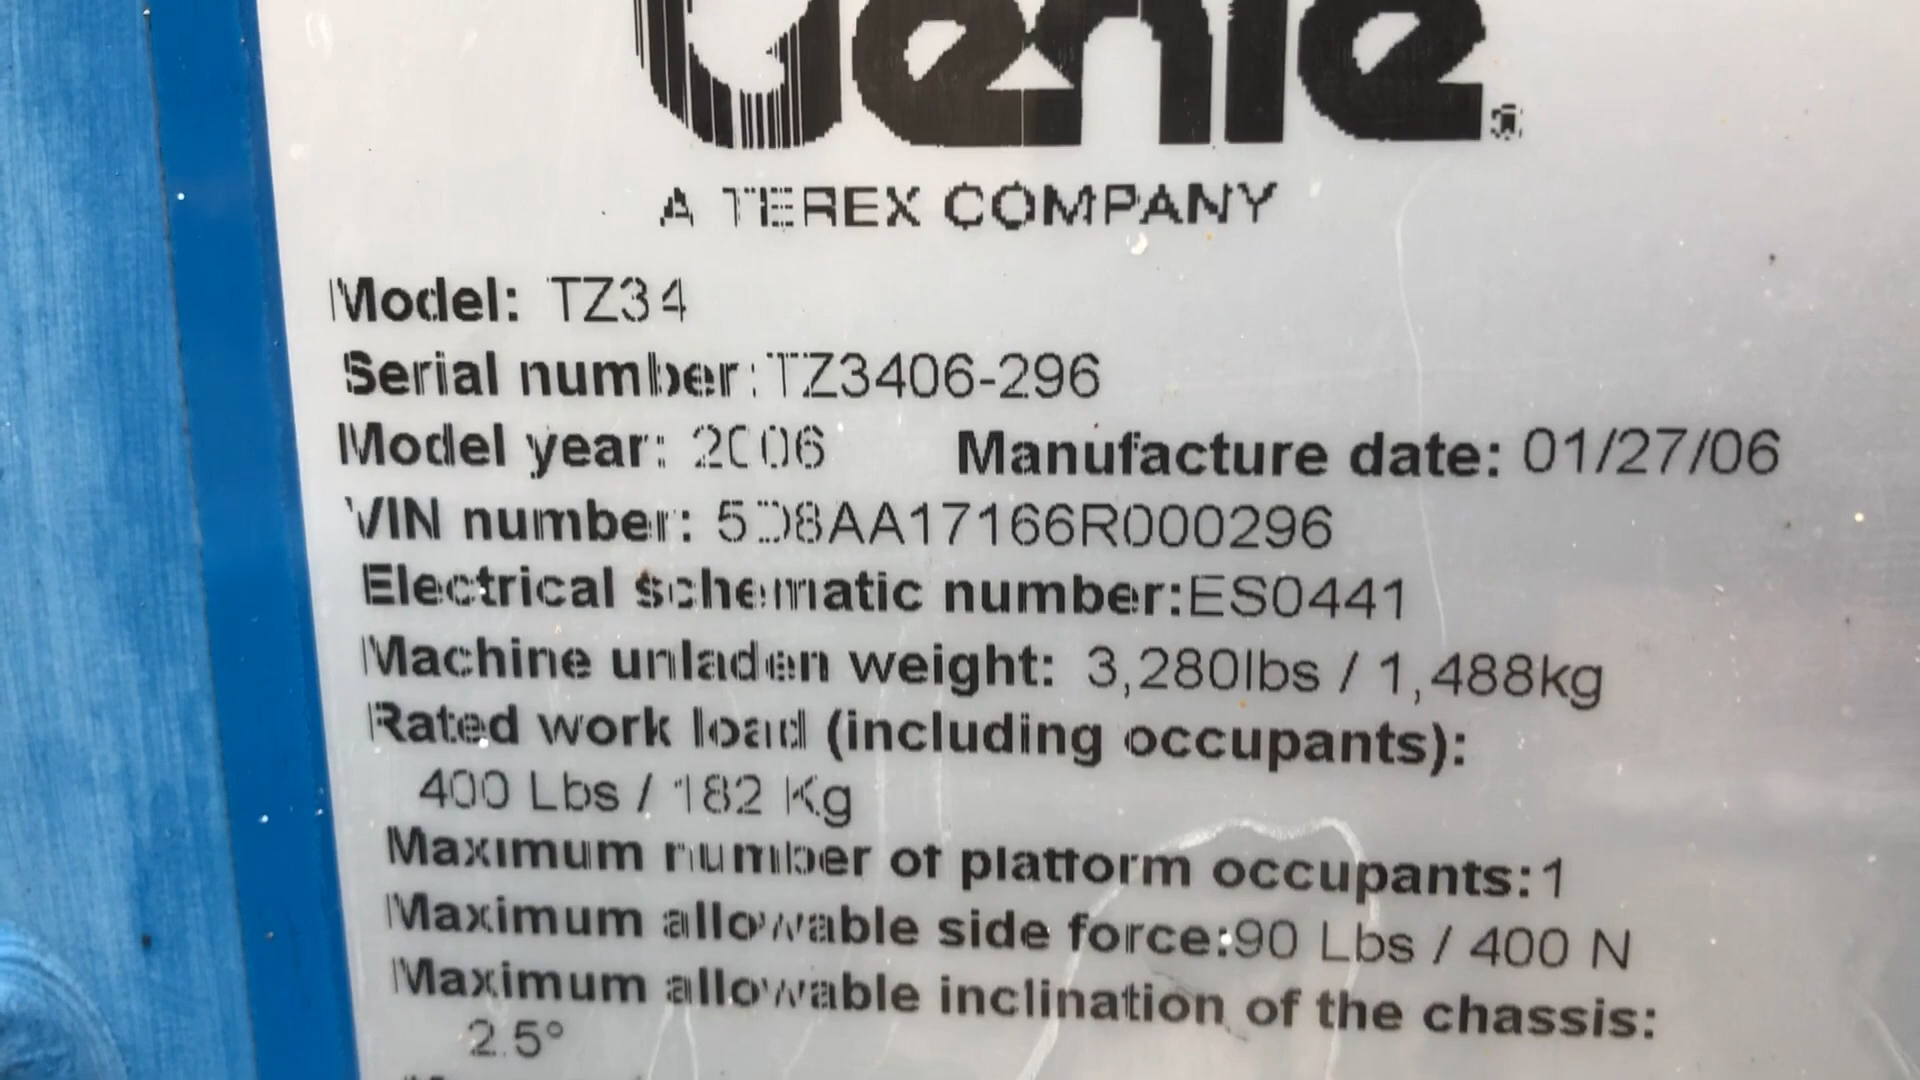 Genie®
A TEREX COMPANY
Model: TZ34
Serial number:TZ3406-296
Model year: 2006 Manufacture date: 01/27/06
VIN number: 5D8AA17166R000296
Electrical schematic number:ES0441
Machine unladen weight: 3,280lbs / 1,488kg
Rated work load (including occupants):
400 Lbs / 182 Kg
Maximum number of platform occupants:1
Maximum allowable side force:90 Lbs / 400 N
Maximum allowable inclination of the chassis:
2.5°